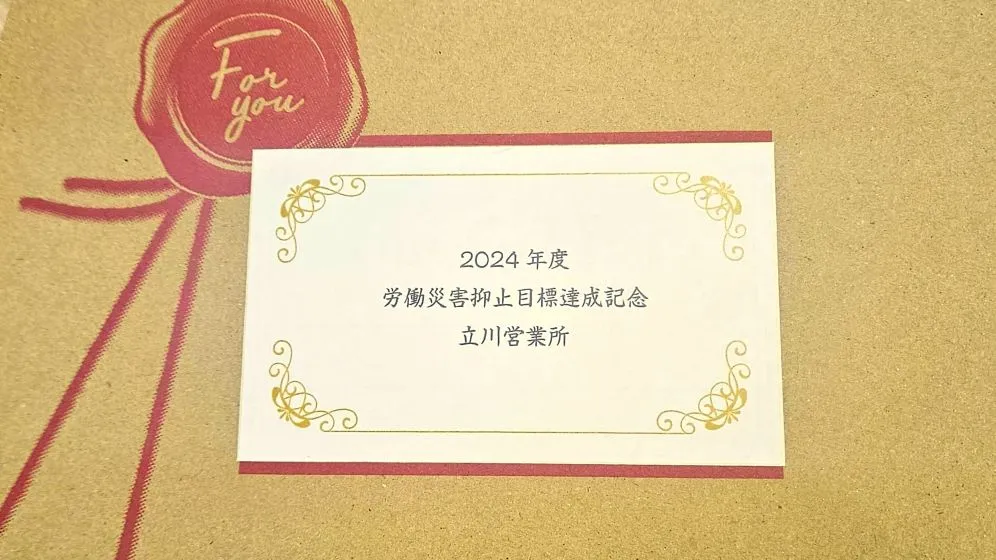 For
you
2024 年度
労働災害抑止目標達成記念
立川営業所